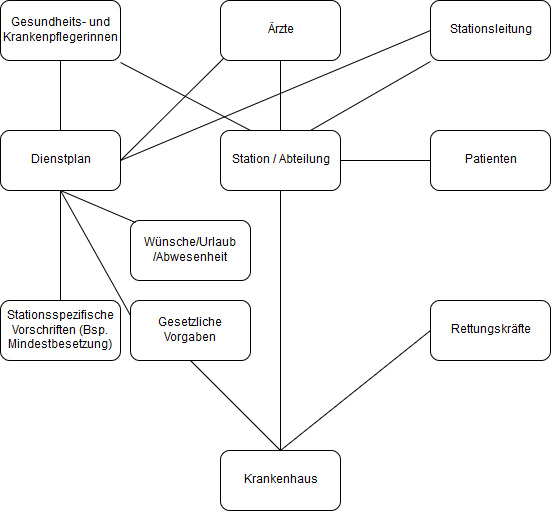 Gesundheits- und
Krankenpflegerinnen
Ärzte
Stationsleitung
Dienstplan
Station / Abteilung
Patienten
Wünsche/Urlaub
/Abwesenheit
Stationsspezifische
Vorschriften (Bsp.
Mindestbesetzung)
Gesetzliche
Vorgaben
Rettungskräfte
Krankenhaus